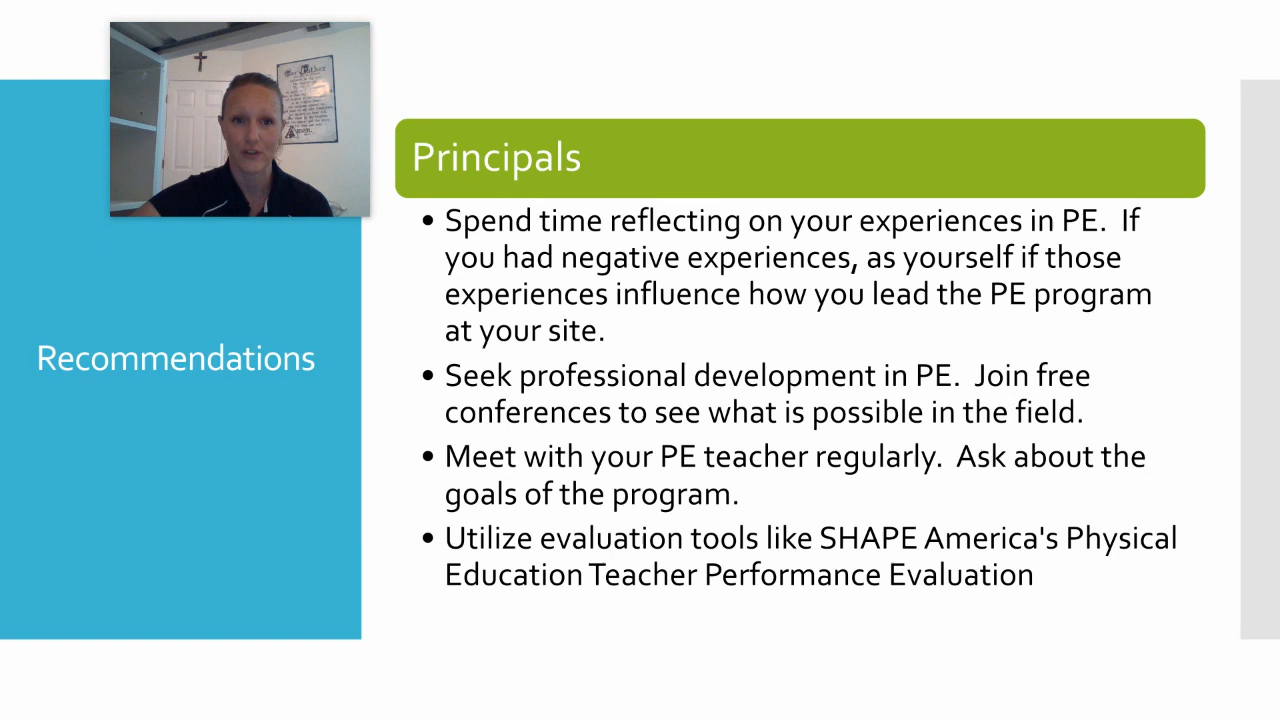 Our Father
Amen.
Principals
• Spend time reflecting on your experiences in PE.  If
you had negative experiences, as yourself if those
experiences influence how you lead the PE program
at your site.
Recommendations
• Seek professional development in PE.  Join free
conferences to see what is possible in the field.
• Meet with your PE teacher regularly.  Ask about the
goals of the program.
• Utilize evaluation tools like SHAPE America's Physical
Education Teacher Performance Evaluation